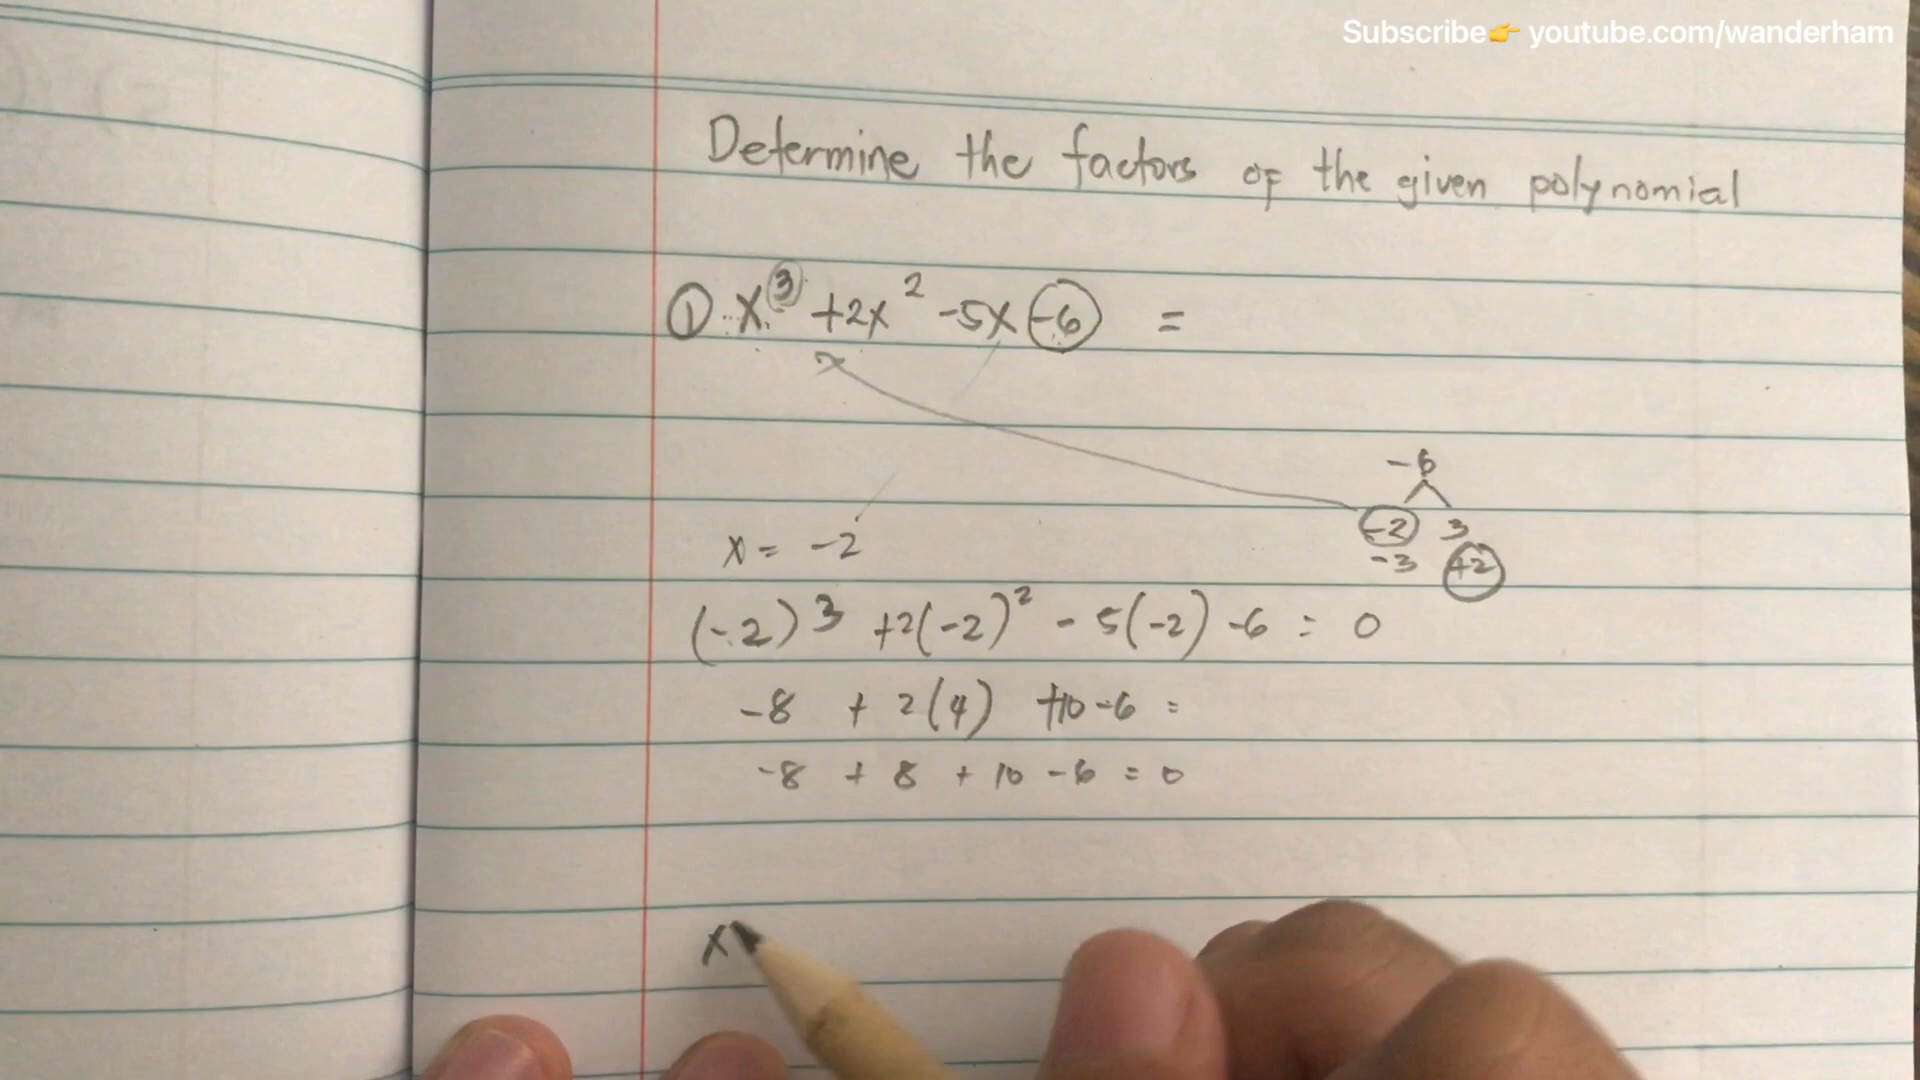 Subscribe👉 youtube.com/wanderham
Determine the factors of the given polynomial
① x³ +2x² -5x -6 =
x
-6
-2 3
-3 +2
x = -2
(-2)³ +2(-2)² - 5(-2) -6 = 0
-8 + 2(4) +10-6 =
-8 + 8 + 10 - 6 = 0
x